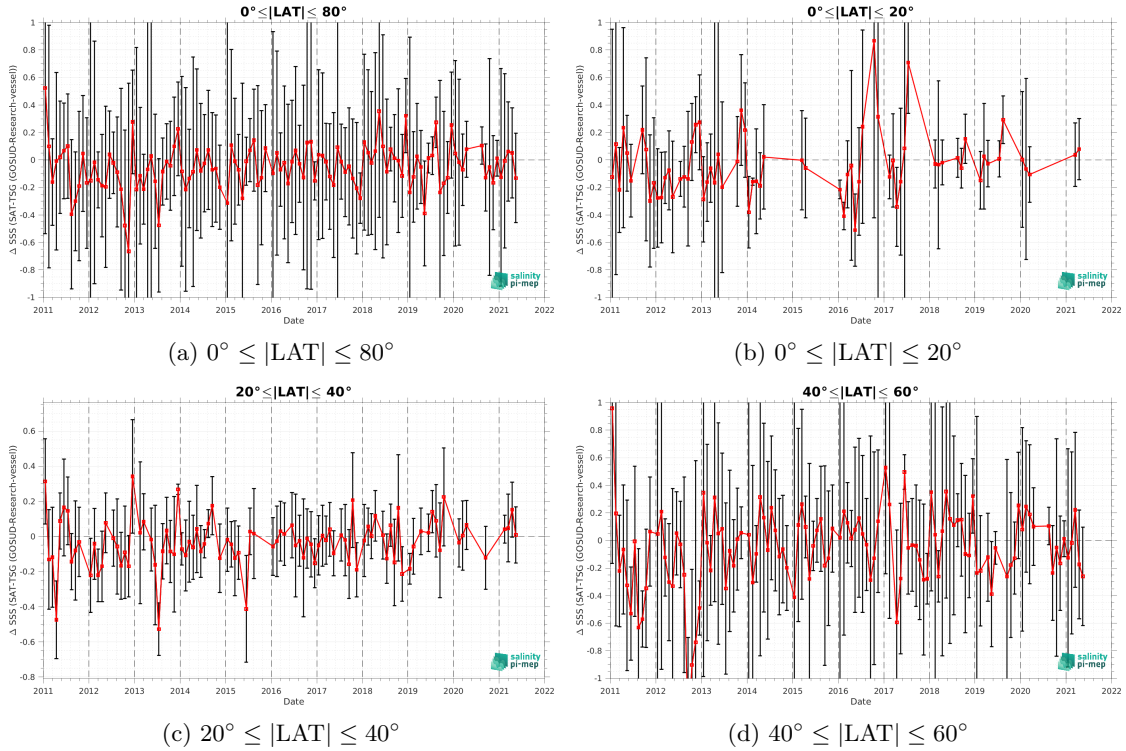 0°≤|LAT|≤ 80°
Δ SSS (SAT-TSG (GOSUD-Research-vessel))
1
0.8
0.6
0.4
0.2
0
-0.2
-0.4
-0.6
-0.8
-1
salinity
pi-mep
2011 2012 2013 2014 2015 2016 2017 2018 2019 2020 2021 2022
Date
(a) 0° ≤ |LAT| ≤ 80°
0°≤|LAT|≤ 20°
Δ SSS (SAT-TSG (GOSUD-Research-vessel))
1
0.8
0.6
0.4
0.2
0
-0.2
-0.4
-0.6
-0.8
-1
salinity
pi-mep
2011 2012 2013 2014 2015 2016 2017 2018 2019 2020 2021 2022
Date
(b) 0° ≤ |LAT| ≤ 20°
20°≤|LAT|≤ 40°
Δ SSS (SAT-TSG (GOSUD-Research-vessel))
0.6
0.4
0.2
0
-0.2
-0.4
-0.6
-0.8
salinity
pi-mep
2011 2012 2013 2014 2015 2016 2017 2018 2019 2020 2021 2022
Date
(c) 20° ≤ |LAT| ≤ 40°
40°≤|LAT|≤ 60°
Δ SSS (SAT-TSG (GOSUD-Research-vessel))
1
0.8
0.6
0.4
0.2
0
-0.2
-0.4
-0.6
-0.8
-1
salinity
pi-mep
2011 2012 2013 2014 2015 2016 2017 2018 2019 2020 2021 2022
Date
(d) 40° ≤ |LAT| ≤ 60°